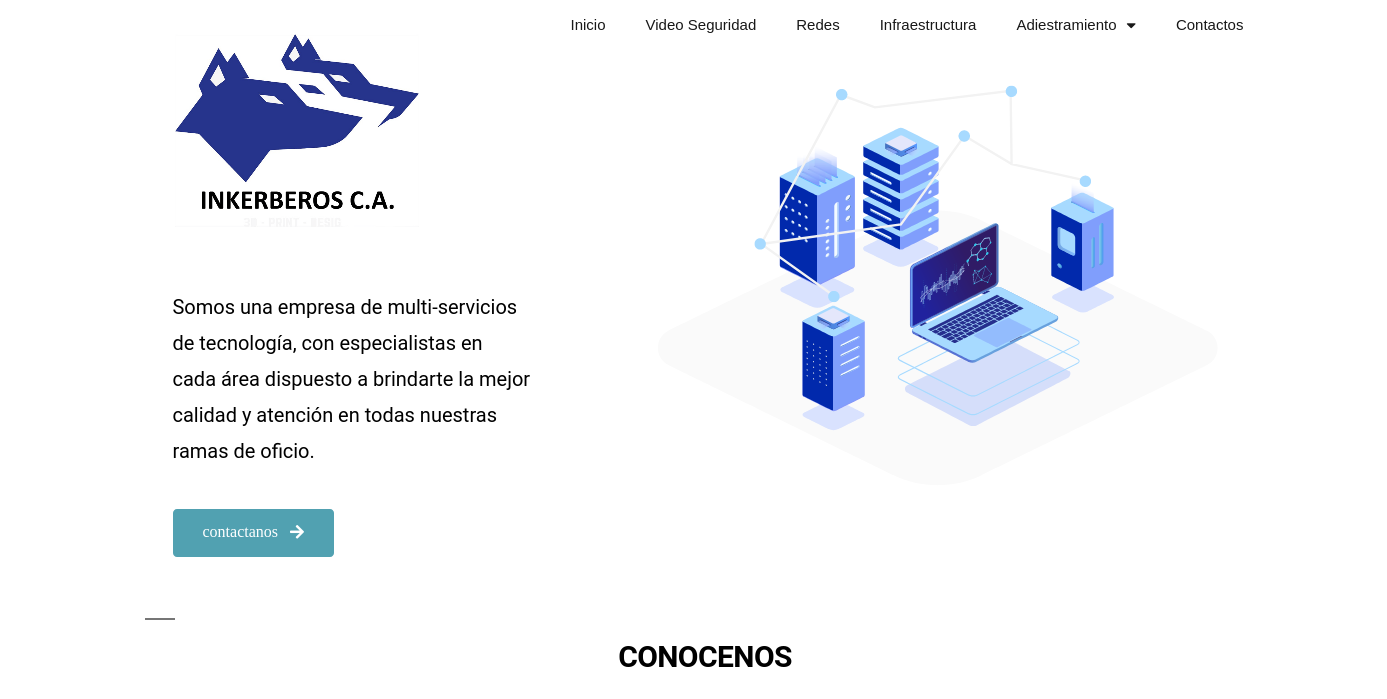 Inicio
Video Seguridad
Redes
Infraestructura
Adiestramiento
Contactos
INKERBEROS C.A.
Somos una empresa de multi-servicios
de tecnología, con especialistas en
cada área dispuesto a brindarte la mejor
calidad y atención en todas nuestras
ramas de oficio.
contactanos
CONOCENOS